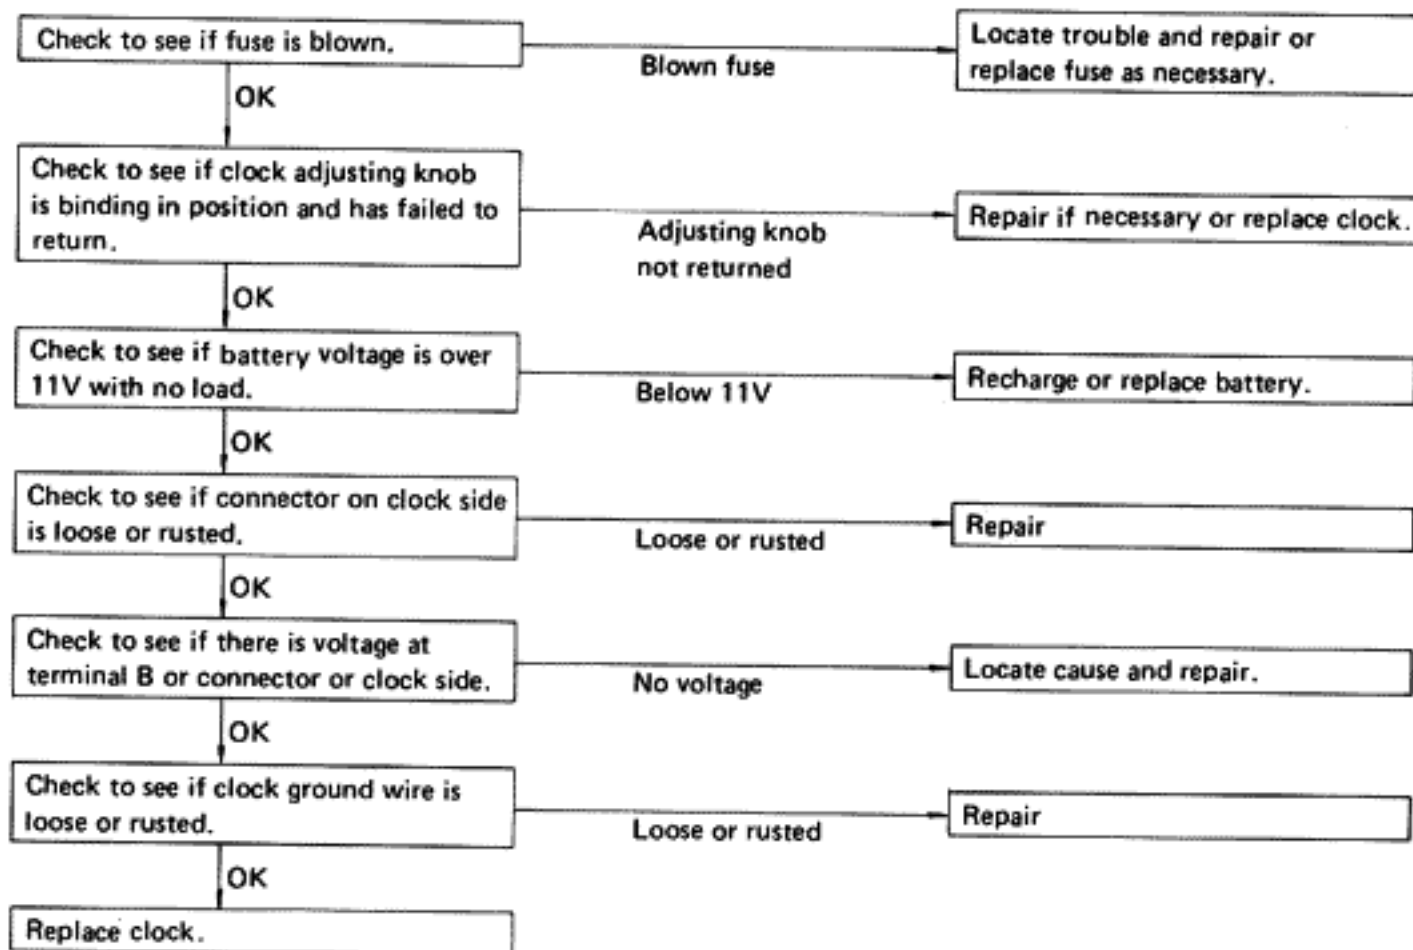 Check to see if fuse is blown.
Blown fuse
Locate trouble and repair or
replace fuse as necessary.
OK
Check to see if clock adjusting knob
is binding in position and has failed to
return.
Adjusting knob
not returned
Repair if necessary or replace clock.
OK
Check to see if battery voltage is over
11V with no load.
Below 11V
Recharge or replace battery.
OK
Check to see if connector on clock side
is loose or rusted.
Loose or rusted
Repair
OK
Check to see if there is voltage at
terminal B or connector or clock side.
No voltage
Locate cause and repair.
OK
Check to see if clock ground wire is
loose or rusted.
Loose or rusted
Repair
OK
Replace clock.